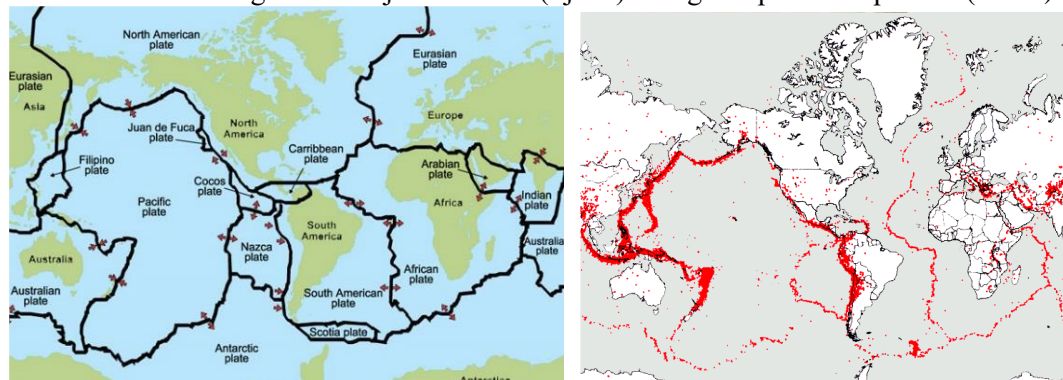 North American
plate
Eurasian
plate
Eurasian
plate
Asia
North
America
Europe
Juan de Fuca
plate
Filipino
plate
Carribbean
plate
Arabian
plate
Cocos
plate
Africa
Indian
plate
Pacific
plate
South
America
Nazca
plate
Australia
Australia
plate
African
plate
Australian
plate
South American
plate
Scotia plate
Antarctic
plate